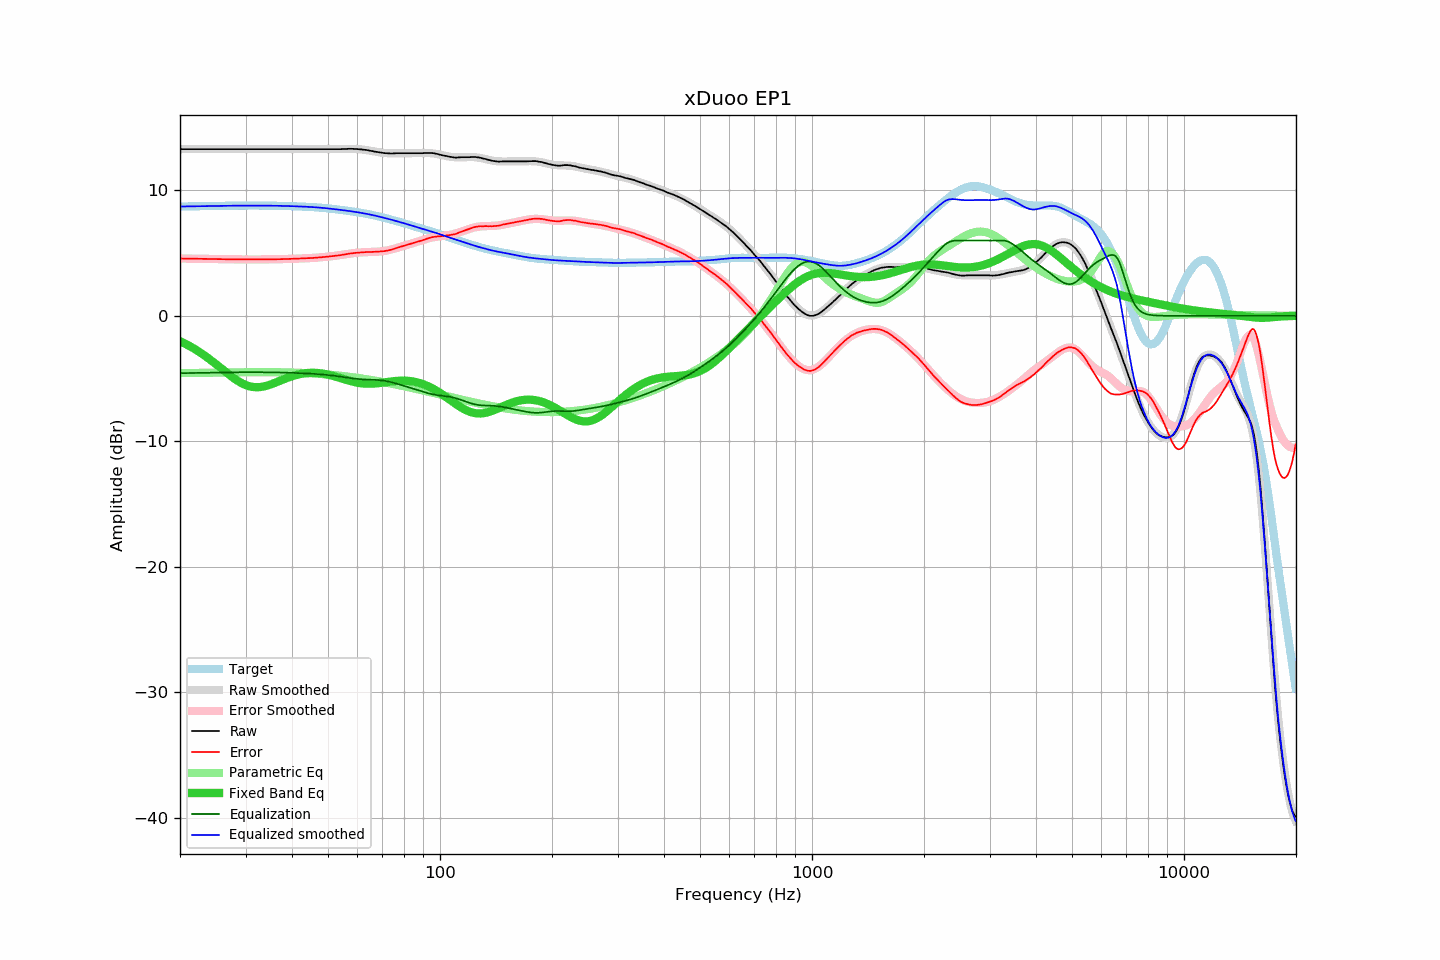 xDuoo EP1
10
0
−10
−20
−30
−40
Amplitude (dBr)
Target
Raw Smoothed
Error Smoothed
Raw
Error
Parametric Eq
Fixed Band Eq
Equalization
Equalized smoothed
100
1000
10000
Frequency (Hz)